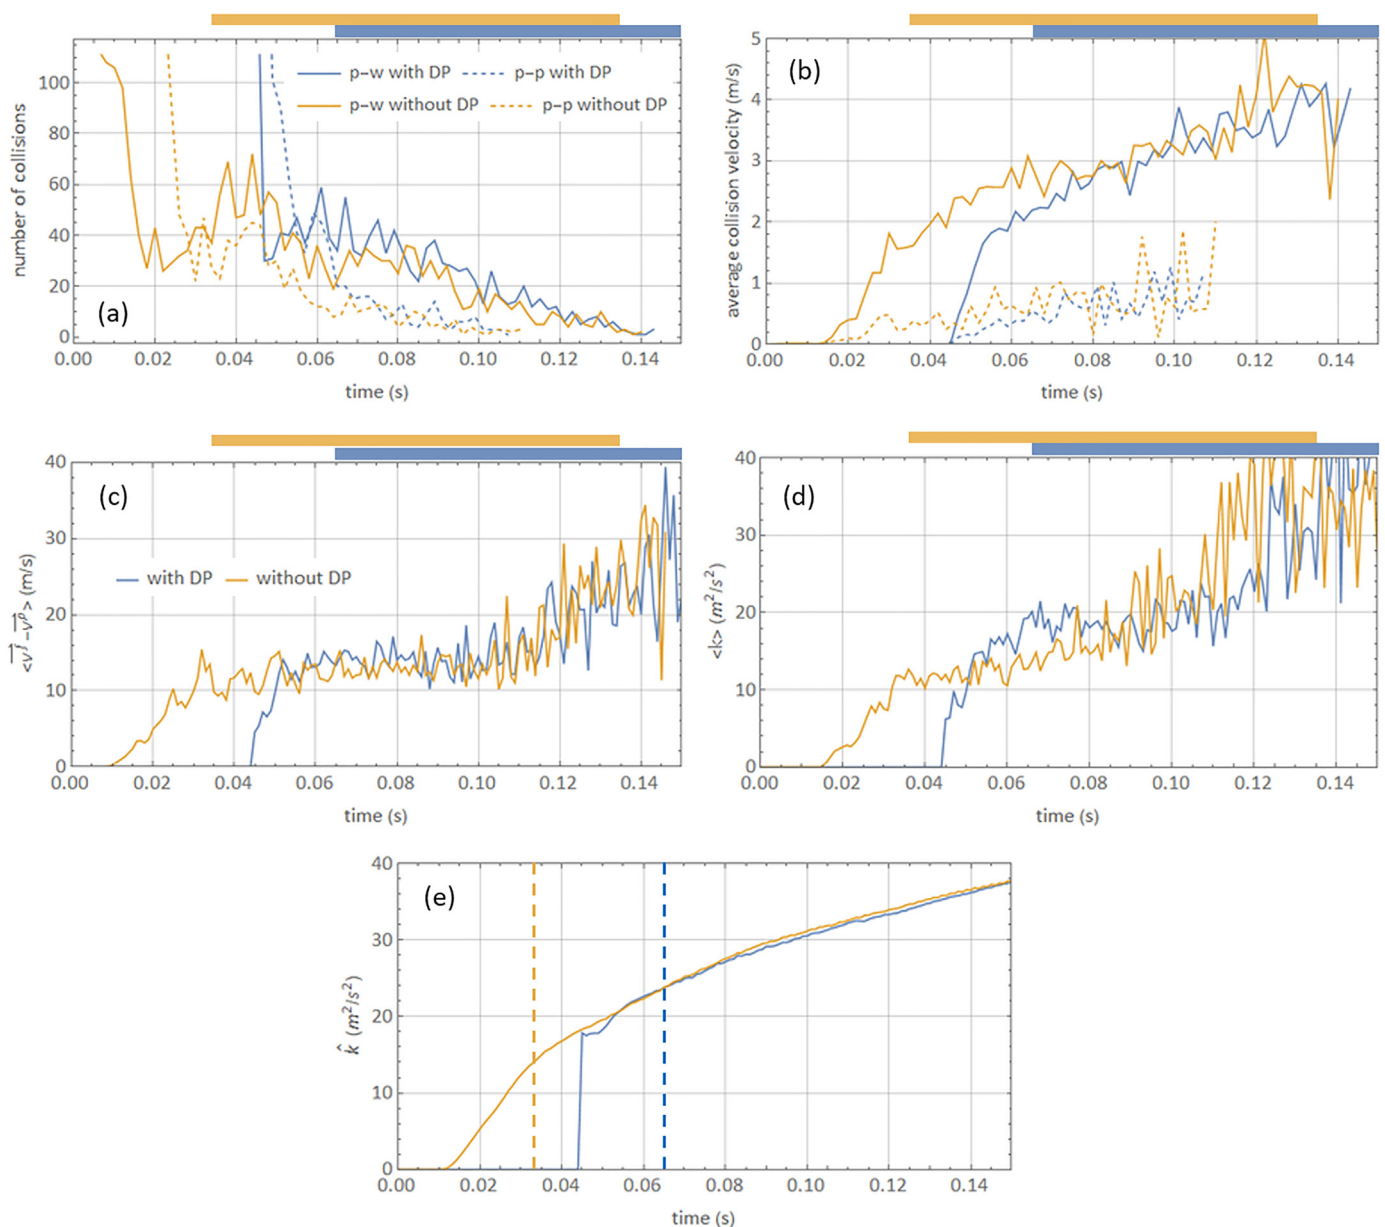 p-w with DP p-p with DP
p-w without DP p-p without DP
100
80
60
40
20
0
number of collisions
(a)
0.00 0.02 0.04 0.06 0.08 0.10 0.12 0.14
time (s)
(b)
5
4
3
2
1
0
average collision velocity (m/s)
0.00 0.02 0.04 0.06 0.08 0.10 0.12 0.14
time (s)
(c)
40
30
20
10
0
<v^f - v^p> (m/s)
with DP without DP
0.00 0.02 0.04 0.06 0.08 0.10 0.12 0.14
time (s)
(d)
40
30
20
10
0
<k> (m²/s²)
0.00 0.02 0.04 0.06 0.08 0.10 0.12 0.14
time (s)
(e)
40
30
20
10
0
k̂ (m²/s²)
0.00 0.02 0.04 0.06 0.08 0.10 0.12 0.14
time (s)